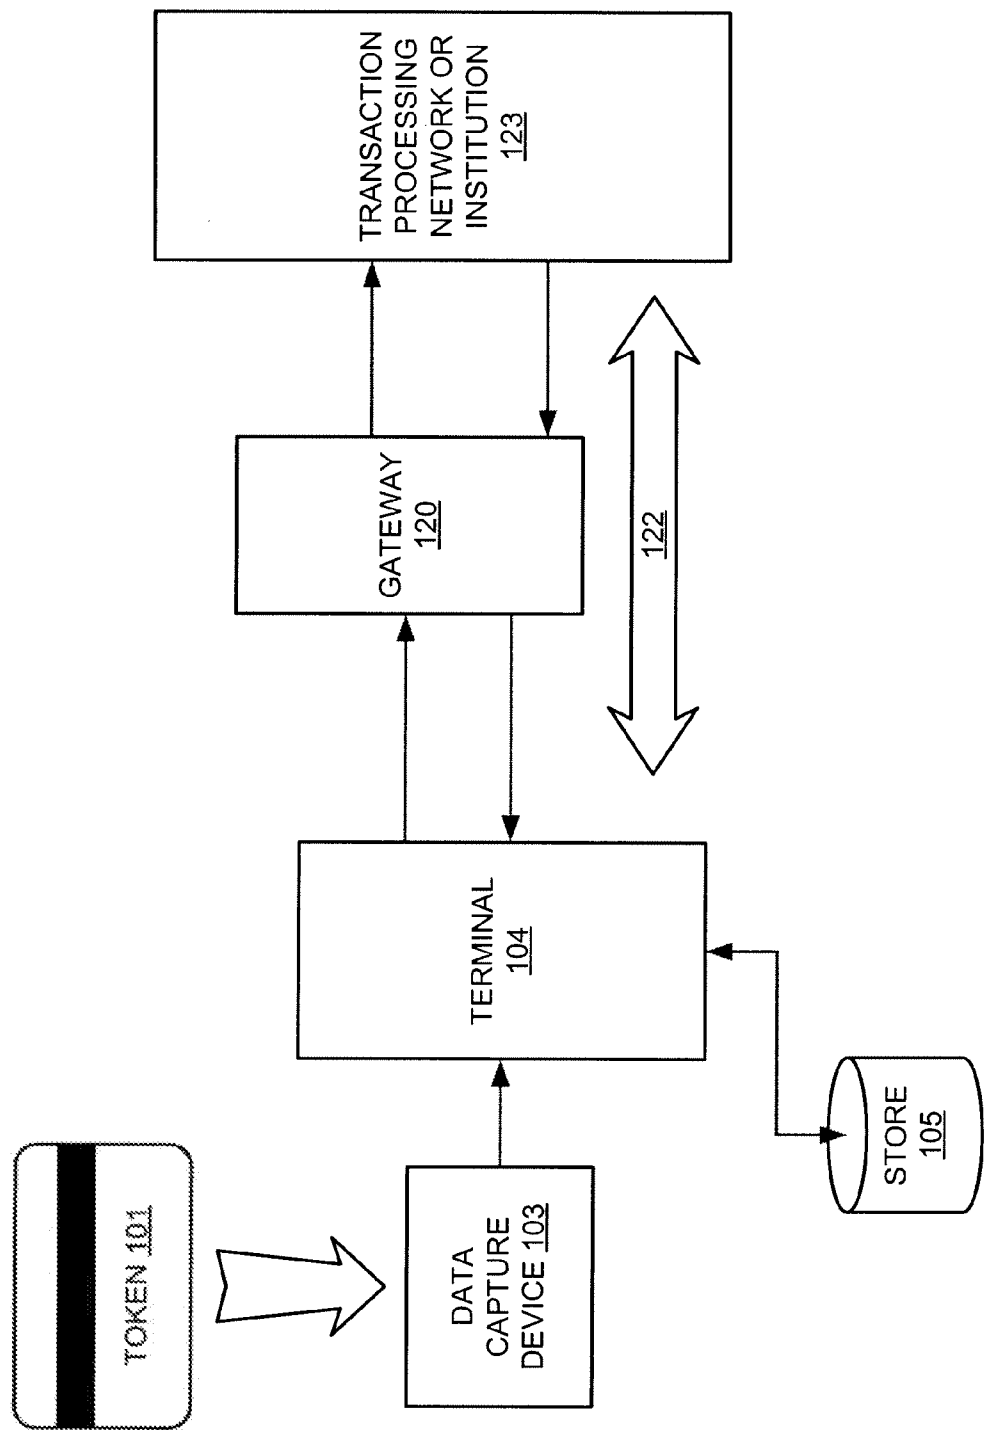 TOKEN 101
DATA
CAPTURE
DEVICE 103
TERMINAL
104
STORE
105
GATEWAY
120
122
TRANSACTION
PROCESSING
NETWORK OR
INSTITUTION
123